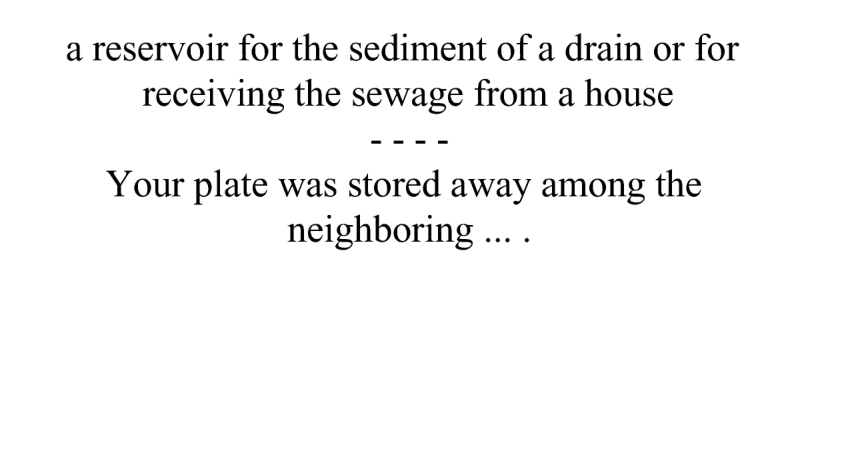 a reservoir for the sediment of a drain or for
receiving the sewage from a house
- - - -
Your plate was stored away among the
neighboring ... .